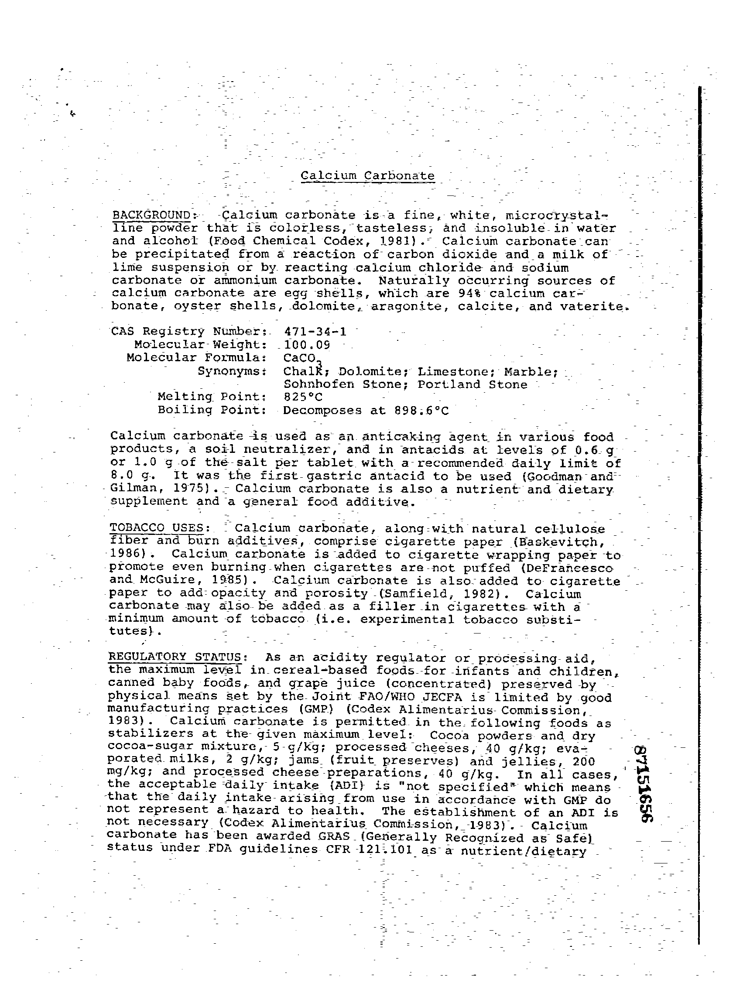 Calcium Carbonate
BACKGROUND: Calcium carbonate is a fine, white, microcrystal-
line powder that is colorless, tasteless, and insoluble in water
and alcohol (Food Chemical Codex, 1981). Calcium carbonate can
be precipitated from a reaction of carbon dioxide and a milk of
lime suspension or by reacting calcium chloride and sodium
carbonate or ammonium carbonate. Naturally occurring sources of
calcium carbonate are egg shells, which are 94% calcium car-
bonate, oyster shells, dolomite, aragonite, calcite, and vaterite.
CAS Registry Number: 471-34-1
Molecular Weight: 100.09
Molecular Formula: CaCO3
Synonyms: Chalk; Dolomite; Limestone; Marble;
Sohnhofen Stone; Portland Stone
Melting Point: 825°C
Boiling Point: Decomposes at 898.6°C
Calcium carbonate is used as an anticaking agent in various food
products, a soil neutralizer, and in antacids at levels of 0.6 g
or 1.0 g of the salt per tablet with a recommended daily limit of
8.0 g. It was the first gastric antacid to be used (Goodman and
Gilman, 1975). Calcium carbonate is also a nutrient and dietary
supplement and a general food additive.
TOBACCO USES: Calcium carbonate, along with natural cellulose
fiber and burn additives, comprise cigarette paper (Baskevitch,
1986). Calcium carbonate is added to cigarette wrapping paper to
promote even burning when cigarettes are not puffed (DeFrancesco
and McGuire, 1985). Calcium carbonate is also added to cigarette
paper to add opacity and porosity (Samfield, 1982). Calcium
carbonate may also be added as a filler in cigarettes with a
minimum amount of tobacco (i.e. experimental tobacco substi-
tutes).
REGULATORY STATUS: As an acidity regulator or processing aid,
the maximum level in cereal-based foods for infants and children,
canned baby foods, and grape juice (concentrated) preserved by
physical means set by the Joint FAO/WHO JECFA is limited by good
manufacturing practices (GMP) (Codex Alimentarius Commission,
1983). Calcium carbonate is permitted in the following foods as
stabilizers at the given maximum level: Cocoa powders and dry
cocoa-sugar mixture, 5 g/kg; processed cheeses, 40 g/kg; eva-
porated milks, 2 g/kg; jams (fruit preserves) and jellies, 200
mg/kg; and processed cheese preparations, 40 g/kg. In all cases,
the acceptable daily intake (ADI) is "not specified" which means
that the daily intake arising from use in accordance with GMP do
not represent a hazard to health. The establishment of an ADI is
not necessary (Codex Alimentarius Commission, 1983). Calcium
carbonate has been awarded GRAS (Generally Recognized as Safe)
status under FDA guidelines CFR 121.101 as a nutrient/dietary
87151656